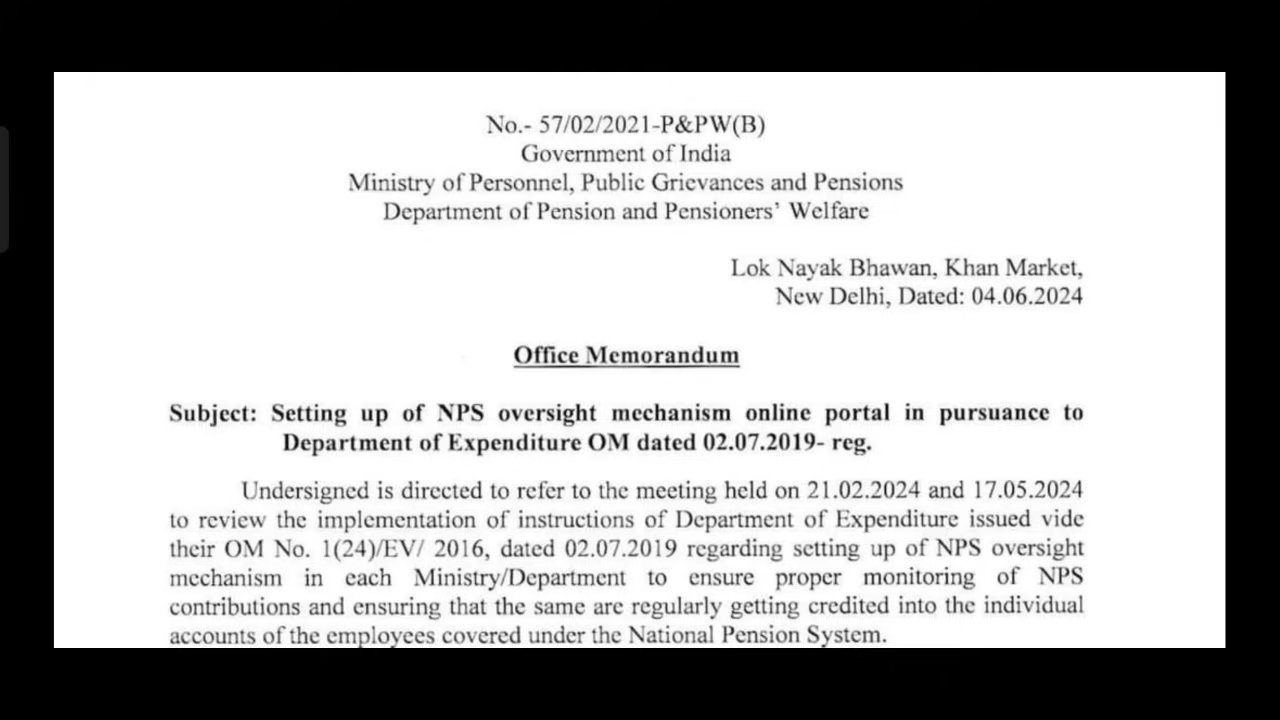 No.- 57/02/2021-P&PW(B)
Government of India
Ministry of Personnel, Public Grievances and Pensions
Department of Pension and Pensioners' Welfare
Lok Nayak Bhawan, Khan Market,
New Delhi, Dated: 04.06.2024
Office Memorandum
Subject: Setting up of NPS oversight mechanism online portal in pursuance to
Department of Expenditure OM dated 02.07.2019- reg.
Undersigned is directed to refer to the meeting held on 21.02.2024 and 17.05.2024
to review the implementation of instructions of Department of Expenditure issued vide
their OM No. 1(24)/EV/ 2016, dated 02.07.2019 regarding setting up of NPS oversight
mechanism in each Ministry/Department to ensure proper monitoring of NPS
contributions and ensuring that the same are regularly getting credited into the individual
accounts of the employees covered under the National Pension System.